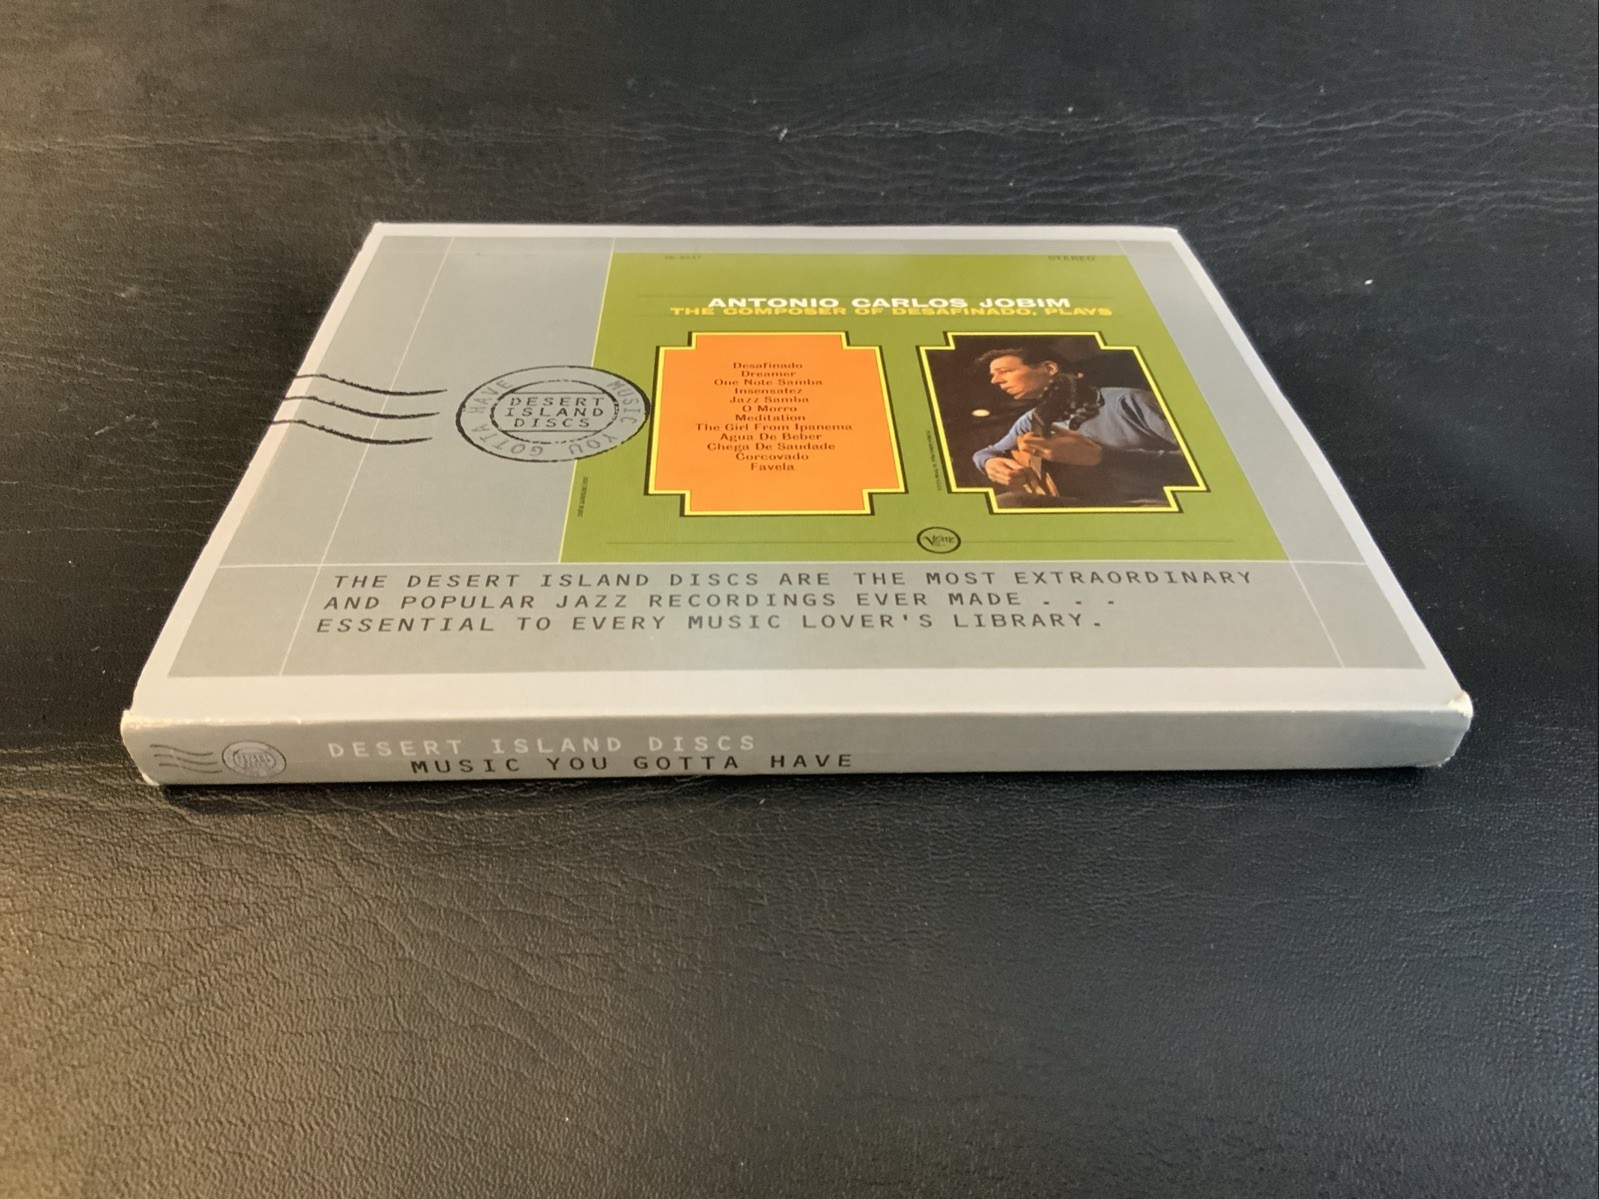 STEREO
ANTONIO CARLOS JOBIM
THE COMPOSER OF DESAFINADO, PLAYS
Desafinado
Dreamer
One Note Samba
Insensatez
Jazz Samba
O Morro
Meditation
The Girl From Ipanema
Agua De Beber
Chega De Saudade
Corcovado
Favela
Verve
MUSIC YOU GOTTA HAVE
DESERT
ISLAND
DISCS
THE DESERT ISLAND DISCS ARE THE MOST EXTRAORDINARY
AND POPULAR JAZZ RECORDINGS EVER MADE . . .
ESSENTIAL TO EVERY MUSIC LOVER'S LIBRARY.
DESERT ISLAND DISCS
MUSIC YOU GOTTA HAVE